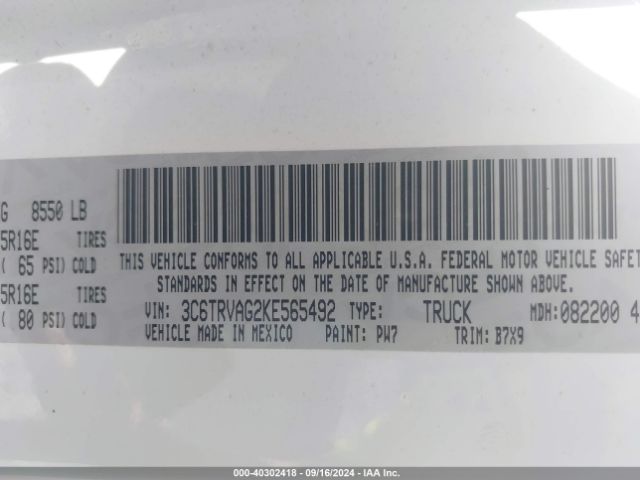 G 8550 LB
5R16E TIRES
( 65 PSI) COLD
5R16E TIRES
( 80 PSI) COLD
THIS VEHICLE CONFORMS TO ALL APPLICABLE U.S.A. FEDERAL MOTOR VEHICLE SAFET
STANDARDS IN EFFECT ON THE DATE OF MANUFACTURE SHOWN ABOVE.
VIN: 3C6TRVAG2KE565492 TYPE: TRUCK MDH: 082200 4
VEHICLE MADE IN MEXICO PAINT: PW7 TRIM: B7X9
000-40302418 - 09/16/2024 - IAA Inc.